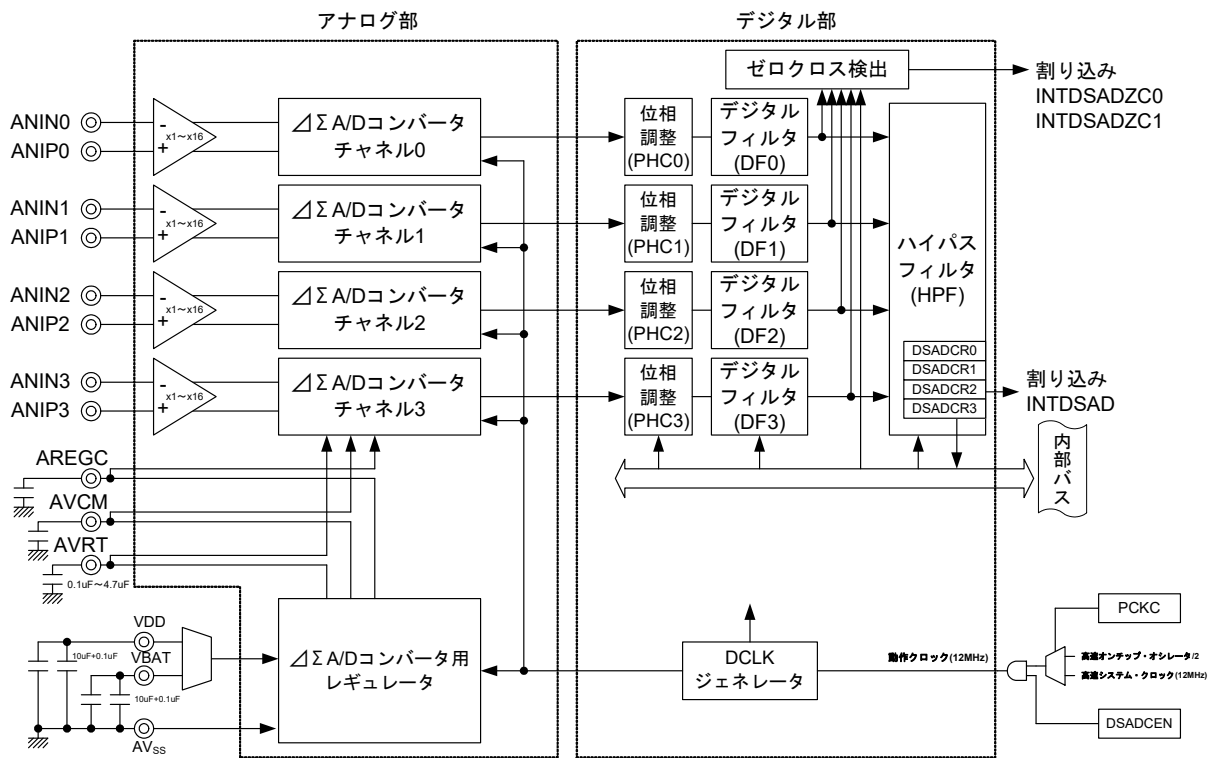 アナログ部
デジタル部
ゼロクロス検出
割り込み
INTDSADZC0
INTDSADZC1
ANIN0
ANIP0
-
+
x1～x16
⊿Σ A/Dコンバータ
チャネル0
位相
調整
(PHC0)
デジタル
フィルタ
(DF0)
ANIN1
ANIP1
-
+
x1～x16
⊿Σ A/Dコンバータ
チャネル1
位相
調整
(PHC1)
デジタル
フィルタ
(DF1)
ハイパス
フィルタ
(HPF)
ANIN2
ANIP2
-
+
x1～x16
⊿Σ A/Dコンバータ
チャネル2
位相
調整
(PHC2)
デジタル
フィルタ
(DF2)
ANIN3
ANIP3
-
+
x1～x16
⊿Σ A/Dコンバータ
チャネル3
位相
調整
(PHC3)
デジタル
フィルタ
(DF3)
DSADCR0
DSADCR1
DSADCR2
DSADCR3
割り込み
INTDSAD
内部バス
AREGC
AVCM
AVRT
0.1uF～4.7uF
VDD
10uF+0.1uF
VBAT
10uF+0.1uF
AVSS
⊿Σ A/Dコンバータ用
レギュレータ
DCLK
ジェネレータ
動作クロック(12MHz)
PCKC
高速オンチップ・オシレータ/2
高速システム・クロック(12MHz)
DSADCEN